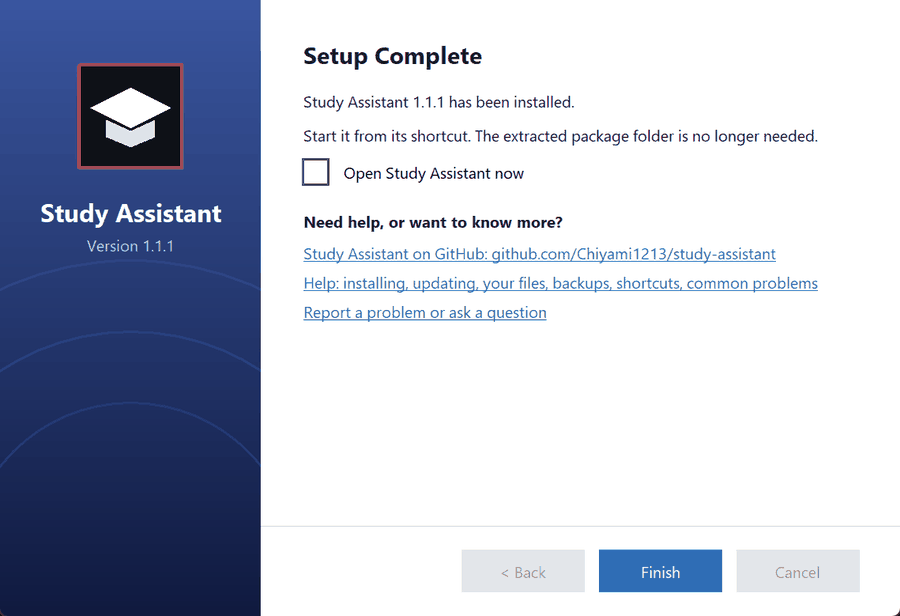 Study Assistant
Version 1.1.1
Setup Complete
Study Assistant 1.1.1 has been installed.
Start it from its shortcut. The extracted package folder is no longer needed.
Open Study Assistant now
Need help, or want to know more?
Study Assistant on GitHub: github.com/Chiyami1213/study-assistant
Help: installing, updating, your files, backups, shortcuts, common problems
Report a problem or ask a question
< Back
Finish
Cancel